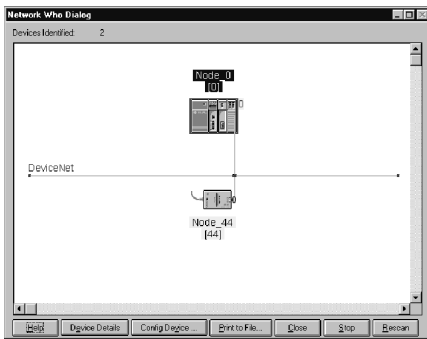 Network Who Dialog
Devices Identified: 2
Node_0
[0]
DeviceNet
Node_44
[44]
Help Device Details Config Device ... Print to File... Close Stop Rescan